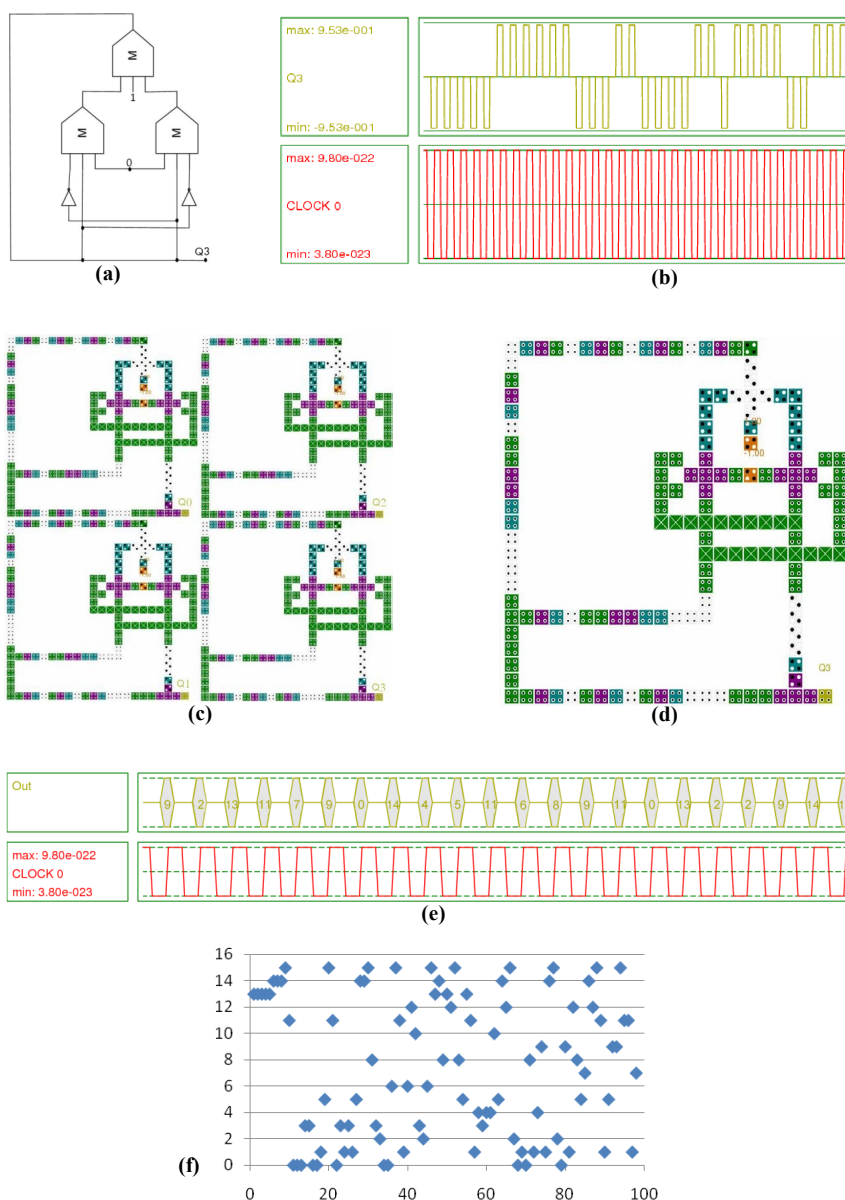 M
1
M
M
0
Q3
(a)
max: 9.53e-001
Q3
min: -9.53e-001
max: 9.80e-022
CLOCK 0
min: 3.80e-023
(b)
Q0
Q2
Q1
Q3
(c)
-1.00
Q3
(d)
Out
9 2 13 11 7 9 0 14 4 5 11 6 8 9 11 0 13 2 2 9 14
max: 9.80e-022
CLOCK 0
min: 3.80e-023
(e)
16
14
12
10
8
6
4
2
0
0 20 40 60 80 100
(f)